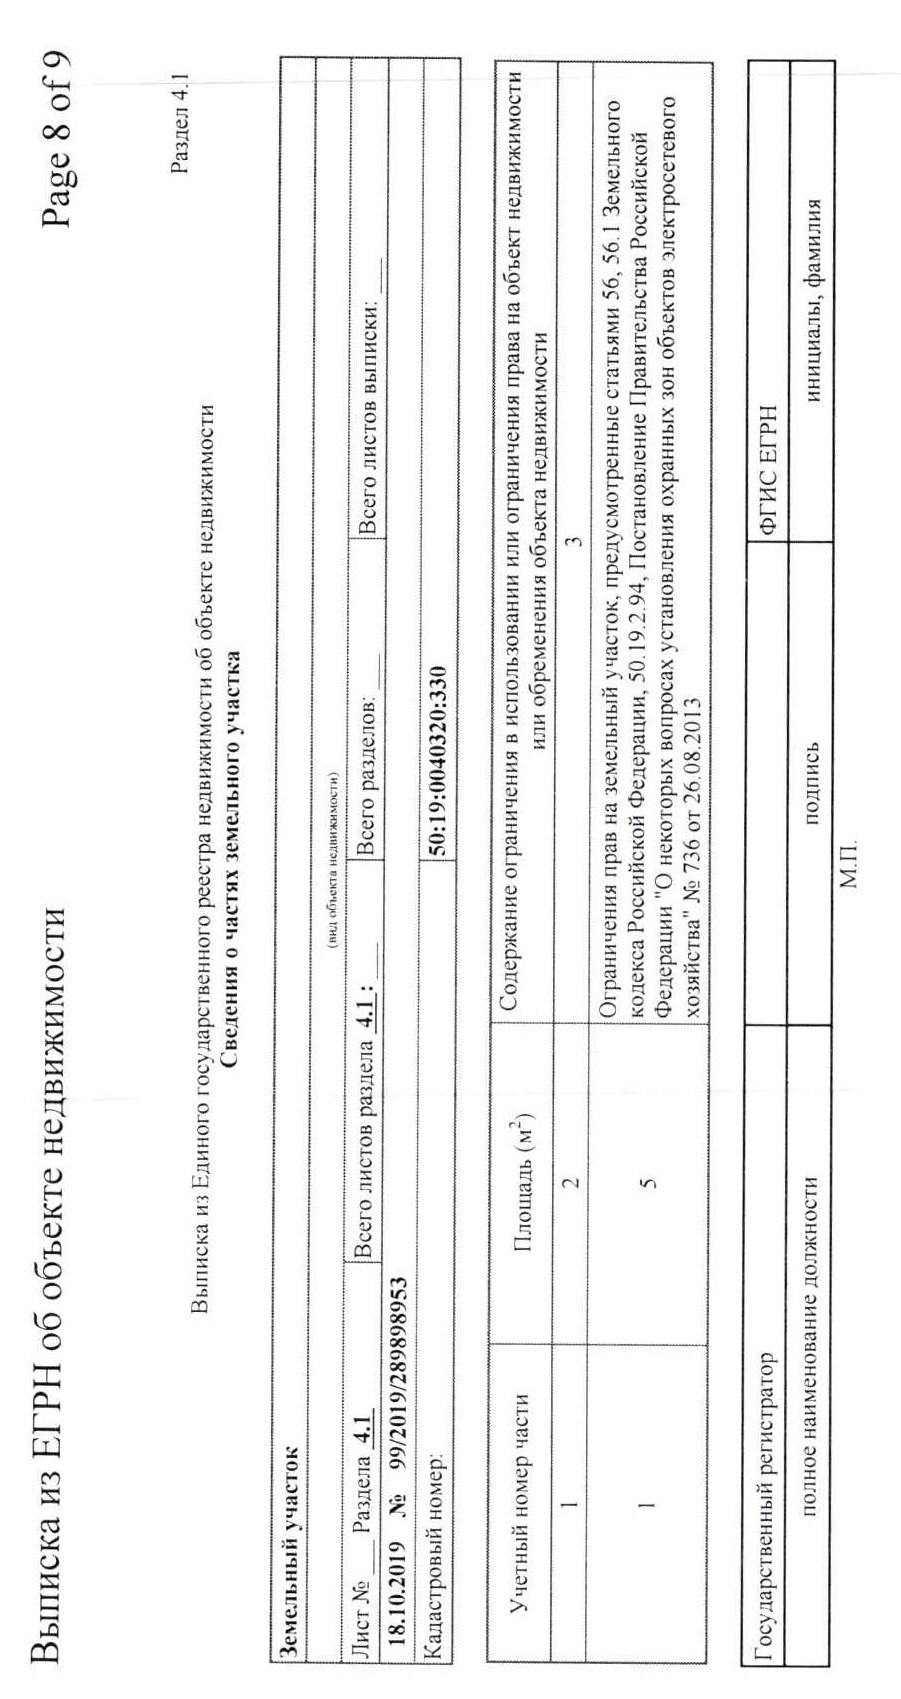 Выписка из ЕГРН об объекте недвижимости
Page 8 of 9
Раздел 4.1
Выписка из Единого государственного реестра недвижимости об объекте недвижимости
Сведения о частях земельного участка
Земельный участок
(вид объекта недвижимости)
Лист № ___ Раздела 4.1
Всего листов раздела 4.1 : ___
Всего разделов: ___
Всего листов выписки: ___
18.10.2019 № 99/2019/289898953
Кадастровый номер:
50:19:0040320:330
Учетный номер части
Площадь (м²)
Содержание ограничения в использовании или ограничения права на объект недвижимости
или обременения объекта недвижимости
1
2
3
1
5
Ограничения прав на земельный участок, предусмотренные статьями 56, 56.1 Земельного
кодекса Российской Федерации, 50.19.2.94, Постановление Правительства Российской
Федерации "О некоторых вопросах установления охранных зон объектов электросетевого
хозяйства" № 736 от 26.08.2013
Государственный регистратор
ФГИС ЕГРН
полное наименование должности
подпись
инициалы, фамилия
М.П.